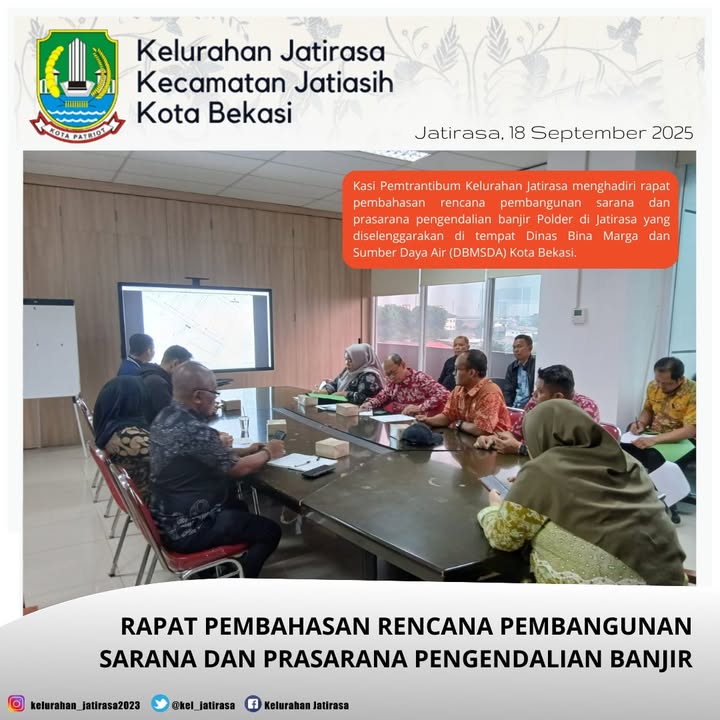 Kelurahan Jatirasa
Kecamatan Jatiasih
Kota Bekasi
KOTA PATRIOT
Jatirasa, 18 September 2025
Kasi Pemtrantibum Kelurahan Jatirasa menghadiri rapat
pembahasan rencana pembangunan sarana dan
prasarana pengendalian banjir Polder di Jatirasa yang
diselenggarakan di tempat Dinas Bina Marga dan
Sumber Daya Air (DBMSDA) Kota Bekasi.
RAPAT PEMBAHASAN RENCANA PEMBANGUNAN
SARANA DAN PRASARANA PENGENDALIAN BANJIR
kelurahan_jatirasa2023 @kel_jatirasa Kelurahan Jatirasa